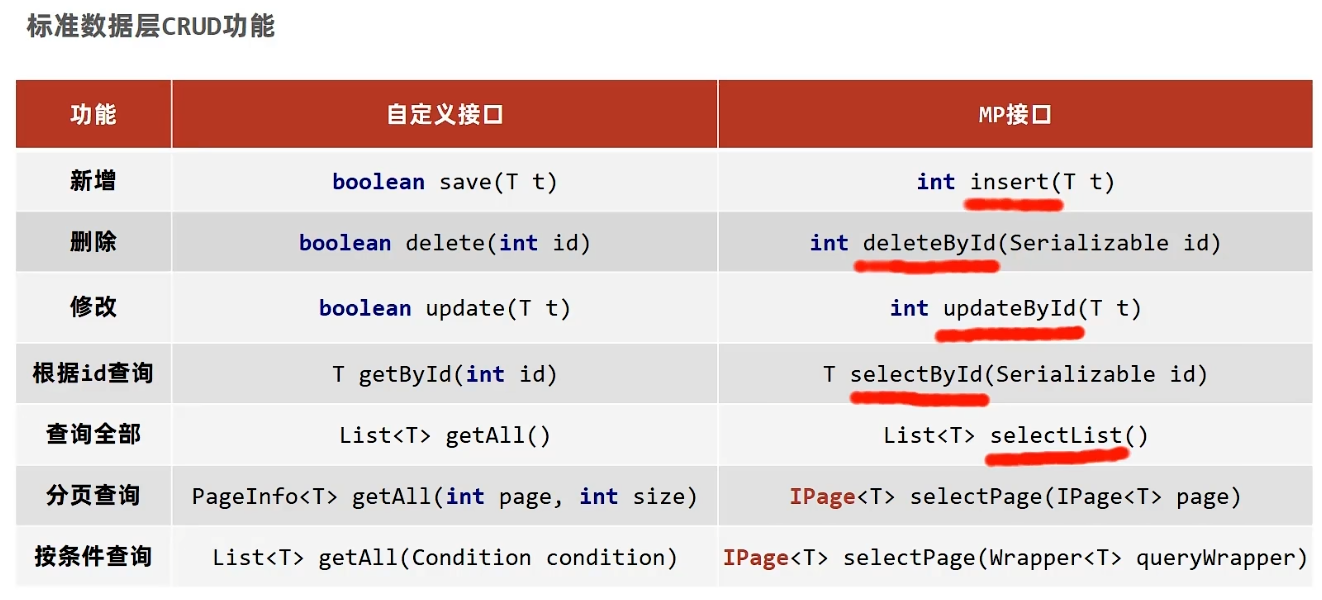 标准数据层CRUD功能
功能 自定义接口 MP接口
新增 boolean save(T t) int insert(T t)
删除 boolean delete(int id) int deleteById(Serializable id)
修改 boolean update(T t) int updateById(T t)
根据id查询 T getById(int id) T selectById(Serializable id)
查询全部 List<T> getAll() List<T> selectList()
分页查询 PageInfo<T> getAll(int page, int size) IPage<T> selectPage(IPage<T> page)
按条件查询 List<T> getAll(Condition condition) IPage<T> selectPage(Wrapper<T> queryWrapper)